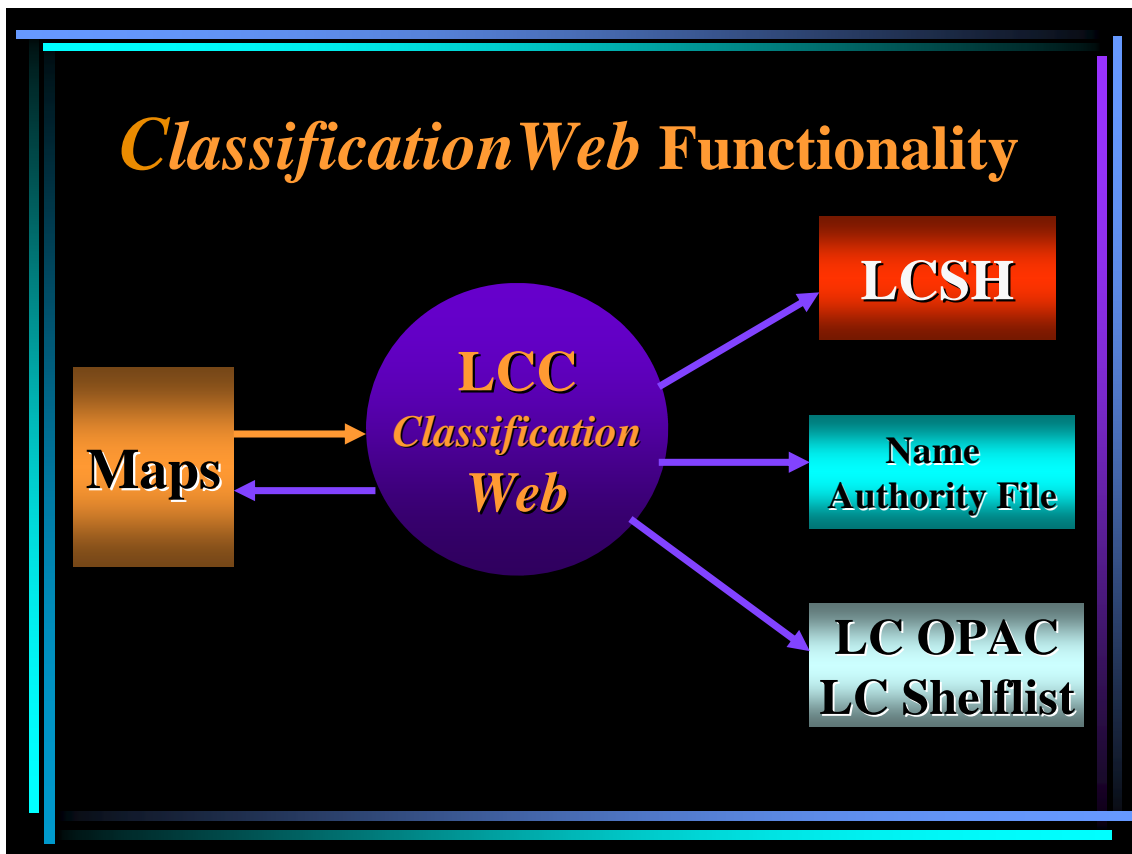 ClassificationWeb Functionality
Maps
LCC
Classification
Web
LCSH
Name
Authority File
LC OPAC
LC Shelflist